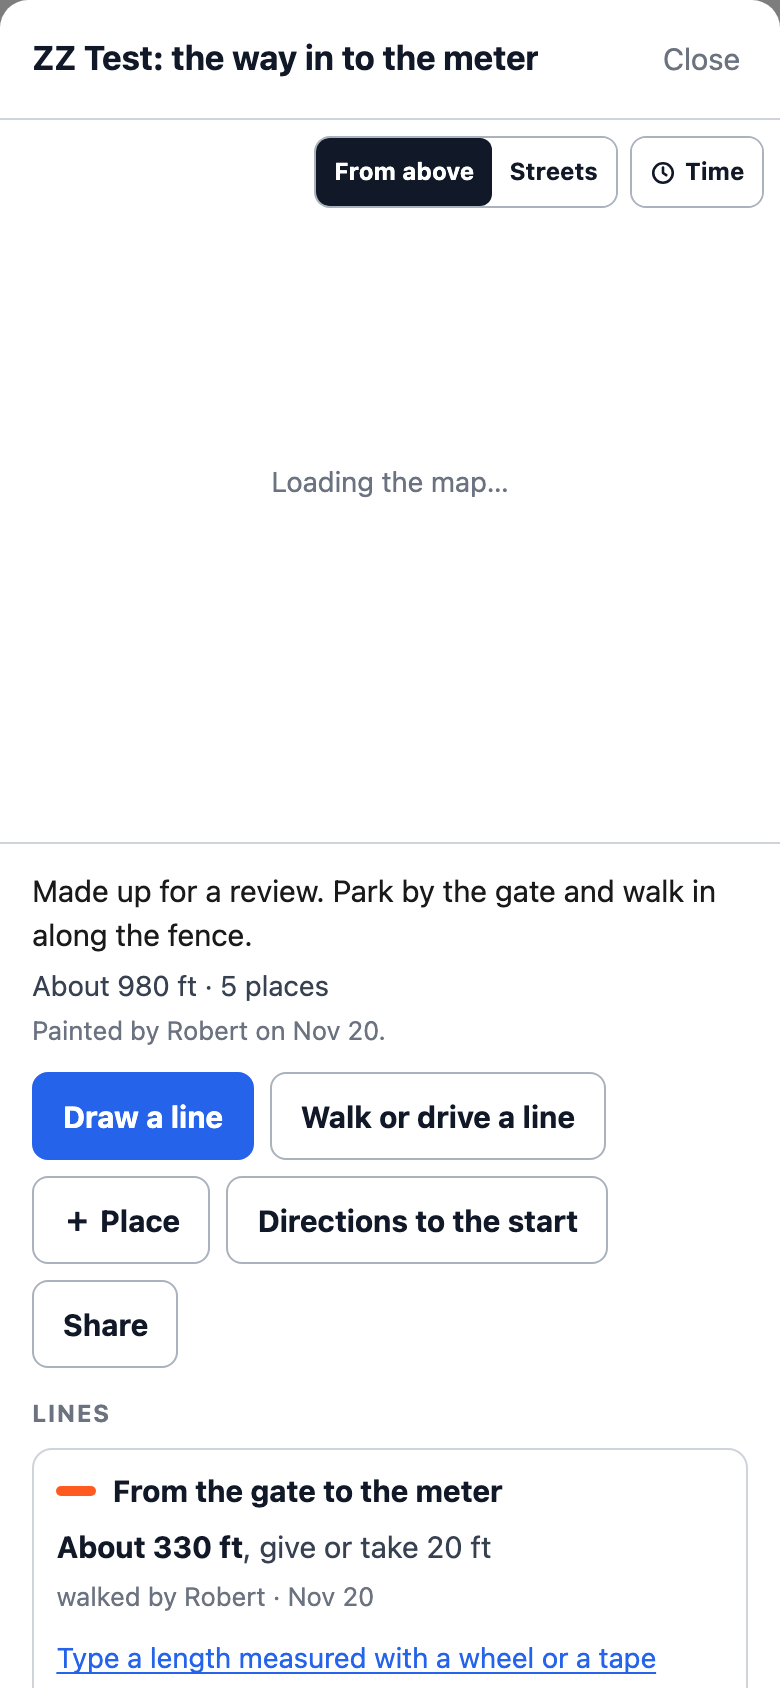 ZZ Test: the way in to the meter
Close
From above
Streets
Time
Loading the map...
Made up for a review. Park by the gate and walk in
along the fence.
About 980 ft · 5 places
Painted by Robert on Nov 20.
Draw a line
Walk or drive a line
+ Place
Directions to the start
Share
LINES
From the gate to the meter
About 330 ft, give or take 20 ft
walked by Robert · Nov 20
Type a length measured with a wheel or a tape